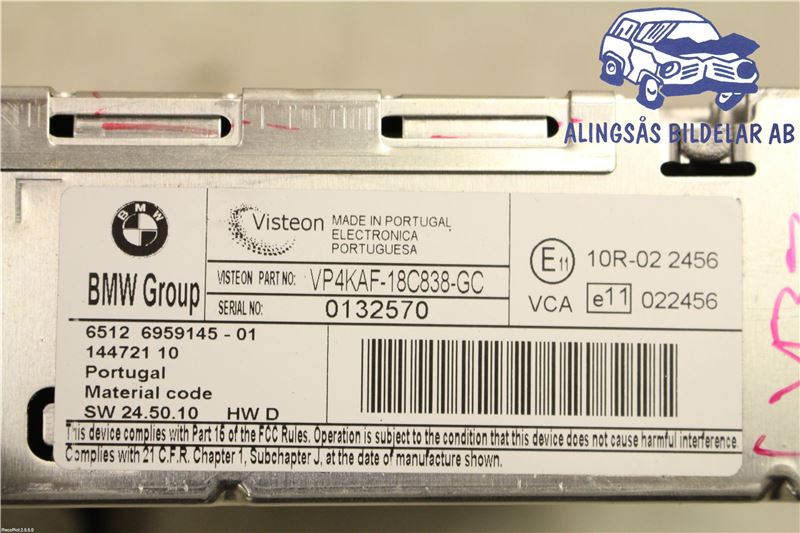 ALINGSÅS BILDELAR AB
BMW
BMW Group
Visteon
MADE IN PORTUGAL
ELECTRONICA
PORTUGUESA
VISTEON PART NO: VP4KAF-18C838-GC
SERIAL NO: 0132570
E11 10R-02 2456
VCA e11 022456
6512 6959145 - 01
144721 10
Portugal
Material code
SW 24.50.10 HW D
This device complies with Part 15 of the FCC Rules. Operation is subject to the condition that this device does not cause harmful interference.
Complies with 21 C.F.R. Chapter 1, Subchapter J, at the date of manufacture shown.